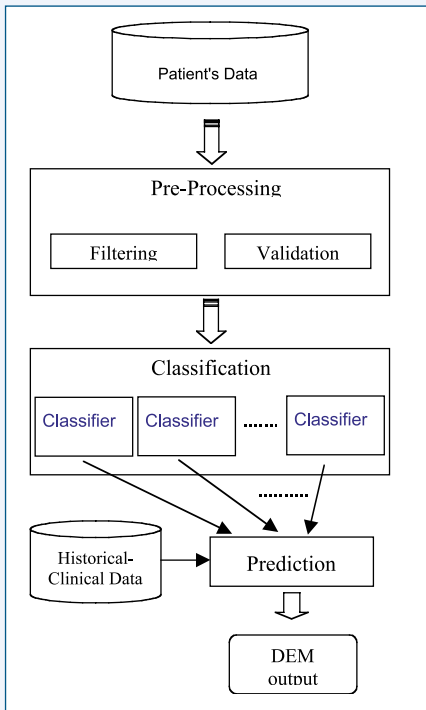 Patient's Data
Pre-Processing
Filtering
Validation
Classification
Classifier
Classifier
........
Classifier
..........
Historical-
Clinical Data
Prediction
DEM
output